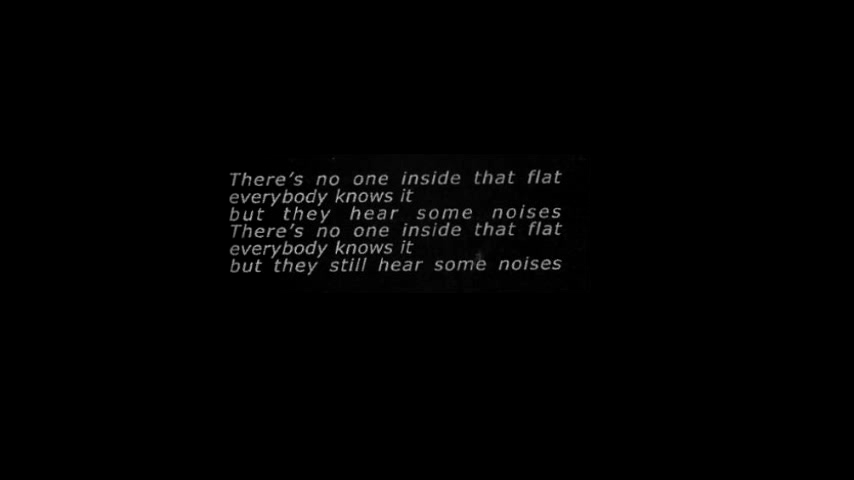 There's no one inside that flat
everybody knows it
but they hear some noises
There's no one inside that flat
everybody knows it
but they still hear some noises